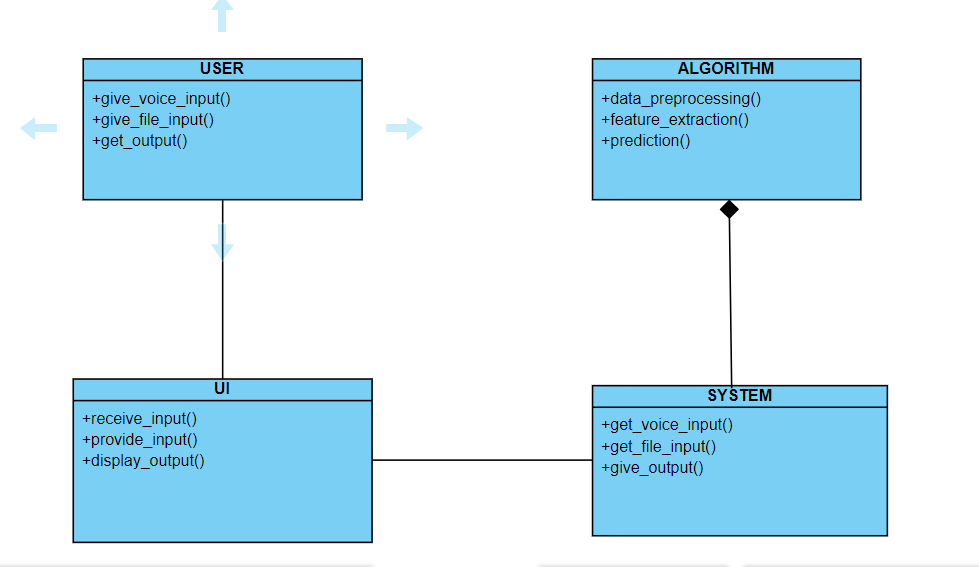 USER
+give_voice_input()
+give_file_input()
+get_output()
ALGORITHM
+data_preprocessing()
+feature_extraction()
+prediction()
UI
+receive_input()
+provide_input()
+display_output()
SYSTEM
+get_voice_input()
+get_file_input()
+give_output()